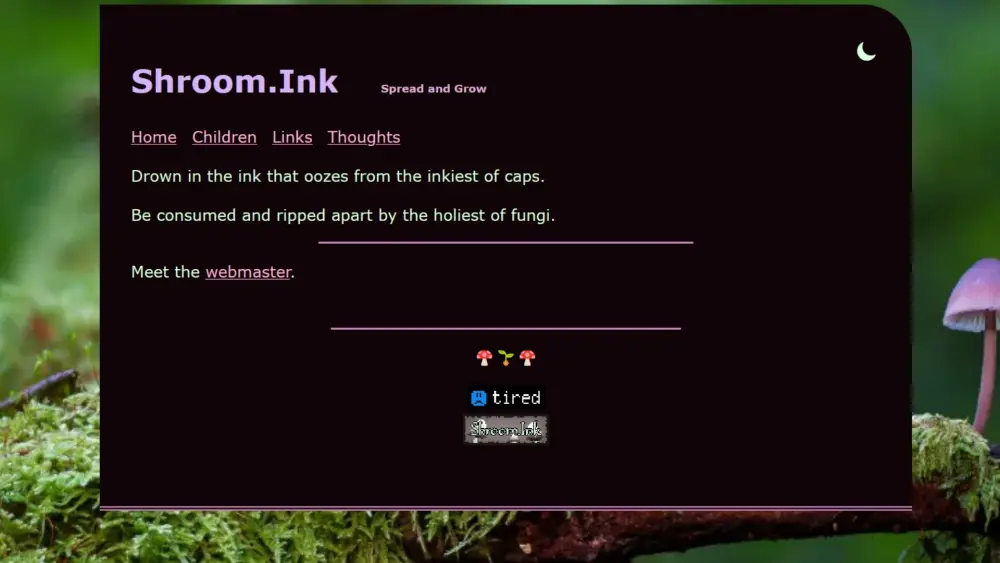 Shroom.Ink
Spread and Grow
Home Children Links Thoughts
Drown in the ink that oozes from the inkiest of caps.
Be consumed and ripped apart by the holiest of fungi.
Meet the webmaster.
tired
Shroom.Ink